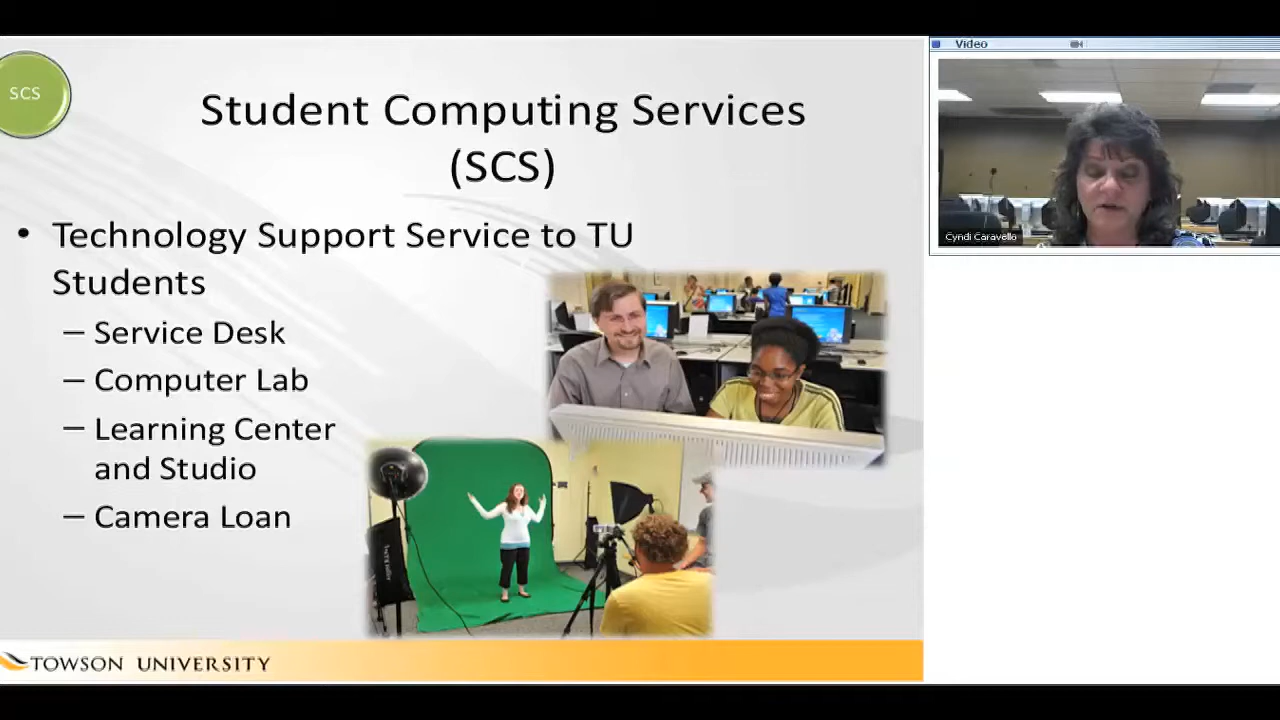 SCS
Student Computing Services
(SCS)
• Technology Support Service to TU
Students
– Service Desk
– Computer Lab
– Learning Center
and Studio
– Camera Loan
TOWSON UNIVERSITY
Video
Cyndi Caravello